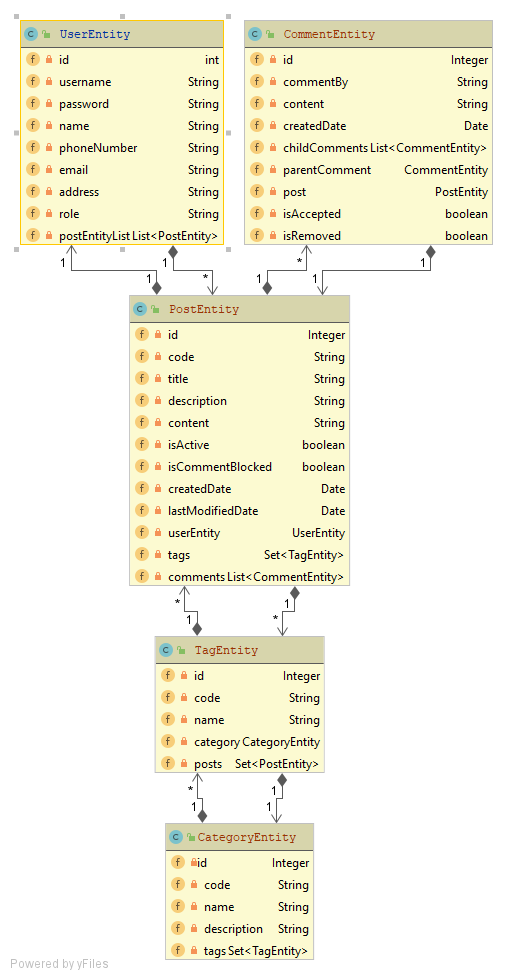 UserEntity
id int
username String
password String
name String
phoneNumber String
email String
address String
role String
postEntityList List<PostEntity>
CommentEntity
id Integer
commentBy String
content String
createdDate Date
childComments List<CommentEntity>
parentComment CommentEntity
post PostEntity
isAccepted boolean
isRemoved boolean
1 1 * 1 * 1 1 1
PostEntity
id Integer
code String
title String
description String
content String
isActive boolean
isCommentBlocked boolean
createdDate Date
lastModifiedDate Date
userEntity UserEntity
tags Set<TagEntity>
comments List<CommentEntity>
* 1 1 *
TagEntity
id Integer
code String
name String
category CategoryEntity
posts Set<PostEntity>
* 1 1 1
CategoryEntity
id Integer
code String
name String
description String
tags Set<TagEntity>
Powered by yFiles